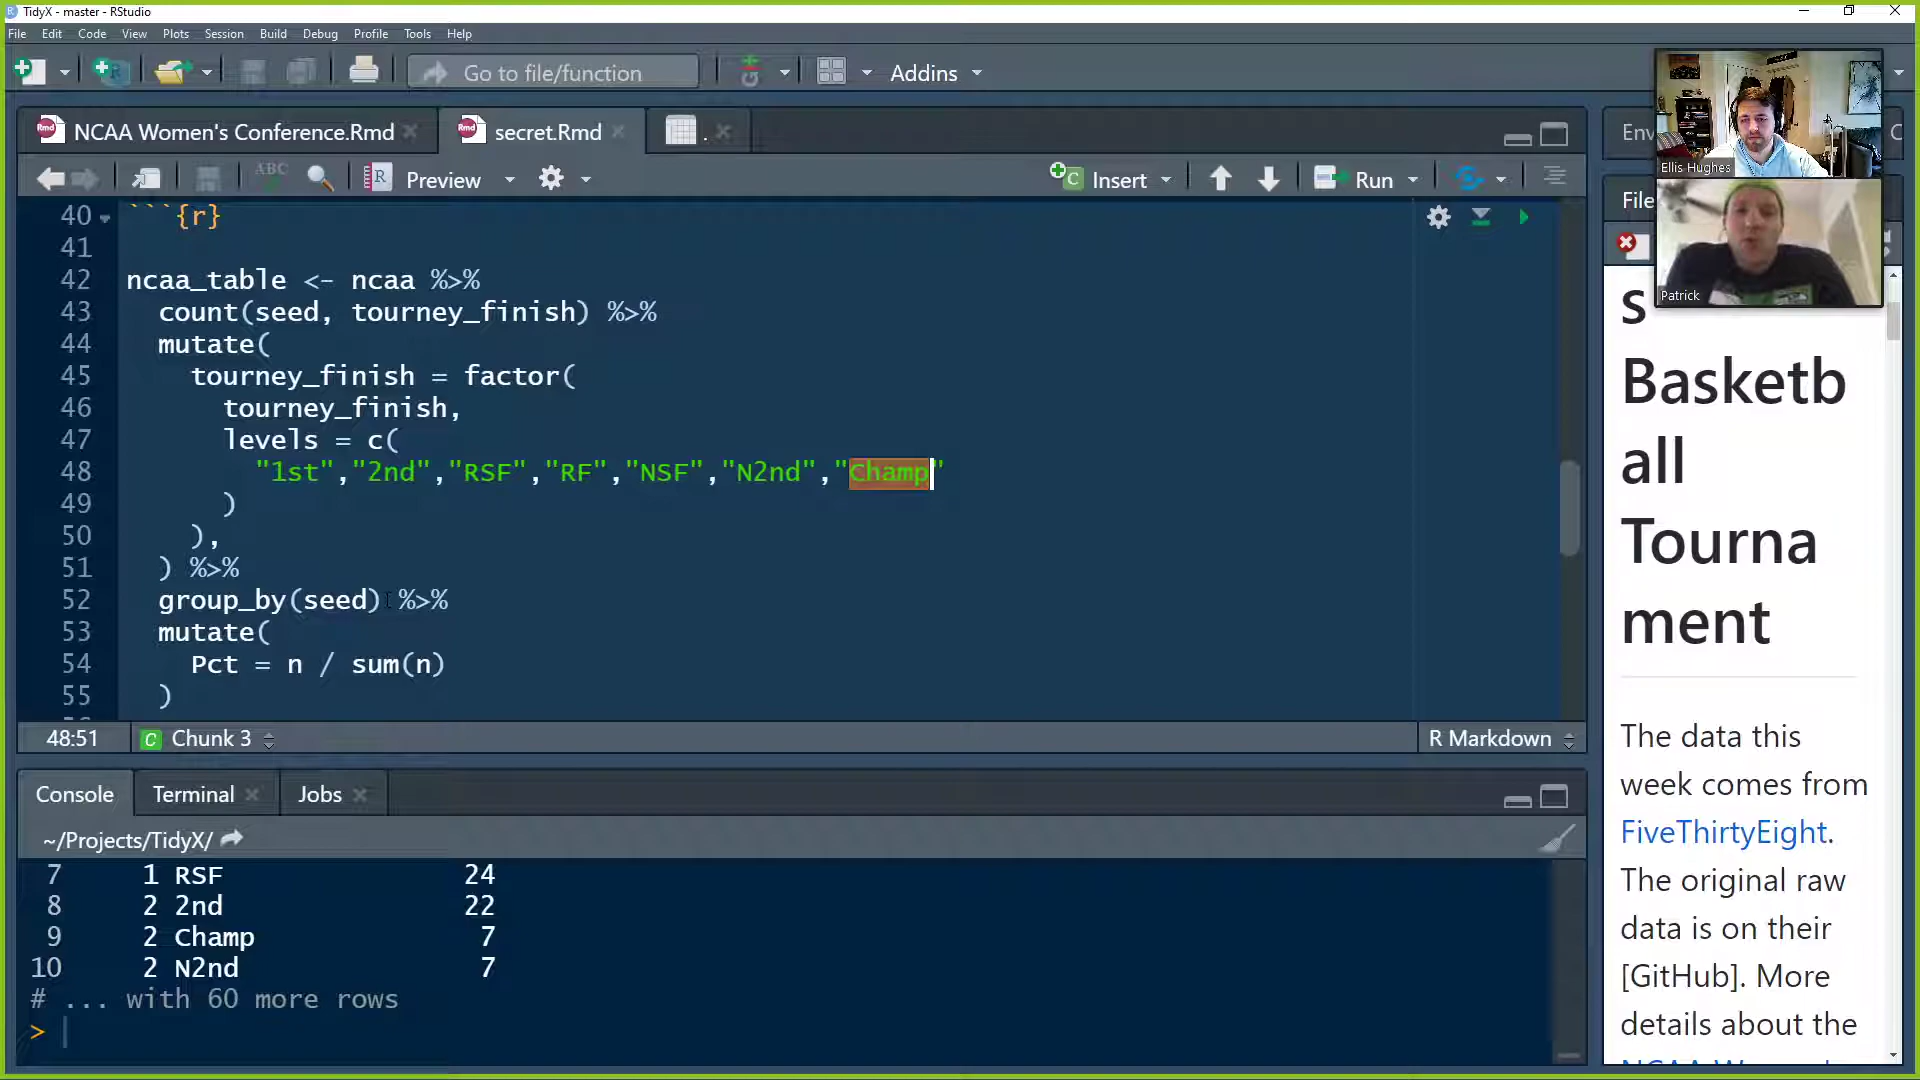 TidyX - master - RStudio
File Edit Code View Plots Session Build Debug Profile Tools Help
Go to file/function Addins
NCAA Women's Conference.Rmd secret.Rmd .
ABC Preview Insert Run
40 ```{r}
41
42 ncaa_table <- ncaa %>%
43 count(seed, tourney_finish) %>%
44 mutate(
45 tourney_finish = factor(
46 tourney_finish,
47 levels = c(
48 "1st","2nd","RSF","RF","NSF","N2nd","Champ"
49 )
50 ),
51 ) %>%
52 group_by(seed) %>%
53 mutate(
54 Pct = n / sum(n)
55 )
48:51 Chunk 3 R Markdown
Console Terminal Jobs
~/Projects/TidyX/
7 1 RSF 24
8 2 2nd 22
9 2 Champ 7
10 2 N2nd 7
# ... with 60 more rows
>
Env
C
File
Ellis Hughes
Patrick
s
Basketb
all
Tourna
ment
The data this
week comes from
FiveThirtyEight.
The original raw
data is on their
[GitHub]. More
details about the